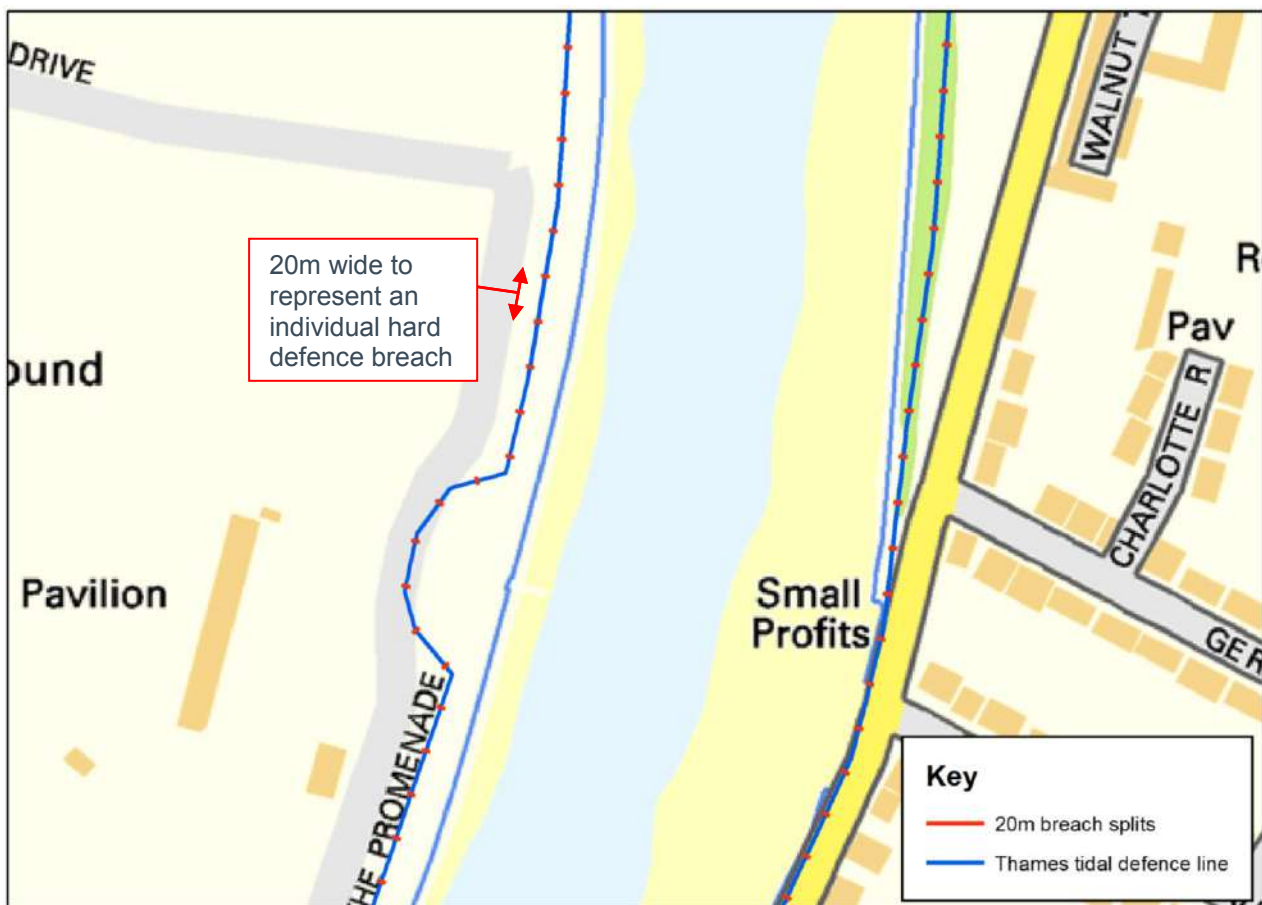 DRIVE
WALNUT
20m wide to
represent an
individual hard
defence breach
R
Pav
ound
CHARLOTTE R
Pavilion
Small
Profits
GER
THE PROMENADE
Key
20m breach splits
Thames tidal defence line